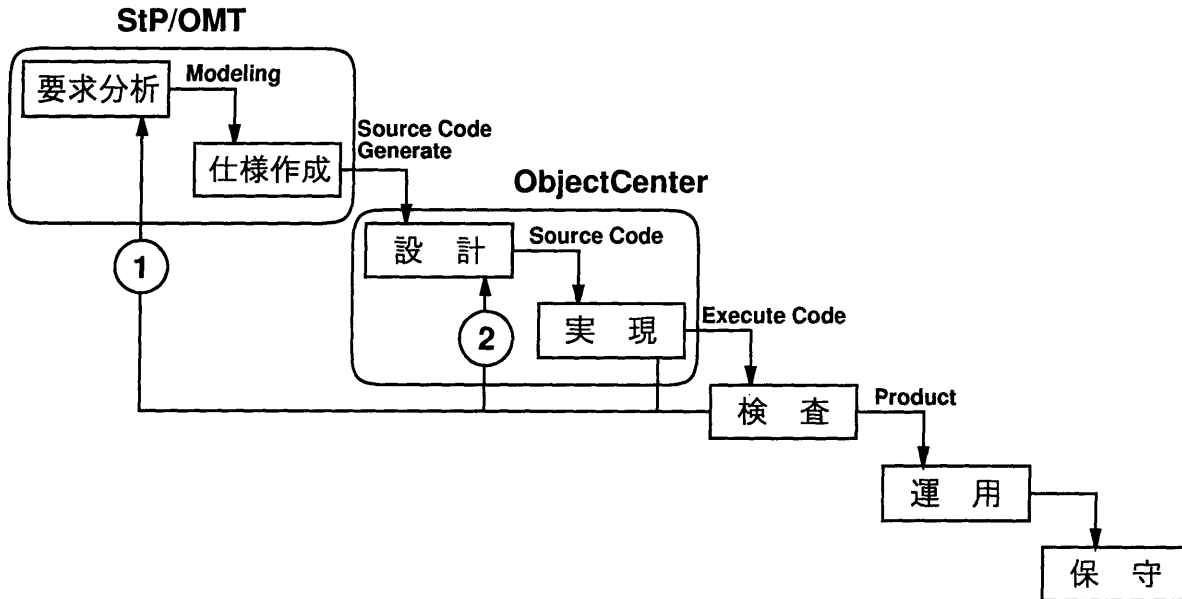 StP/OMT
要求分析
Modeling
仕様作成
Source Code
Generate
ObjectCenter
設 計
Source Code
1
2
実 現
Execute Code
検 査
Product
運 用
保 守